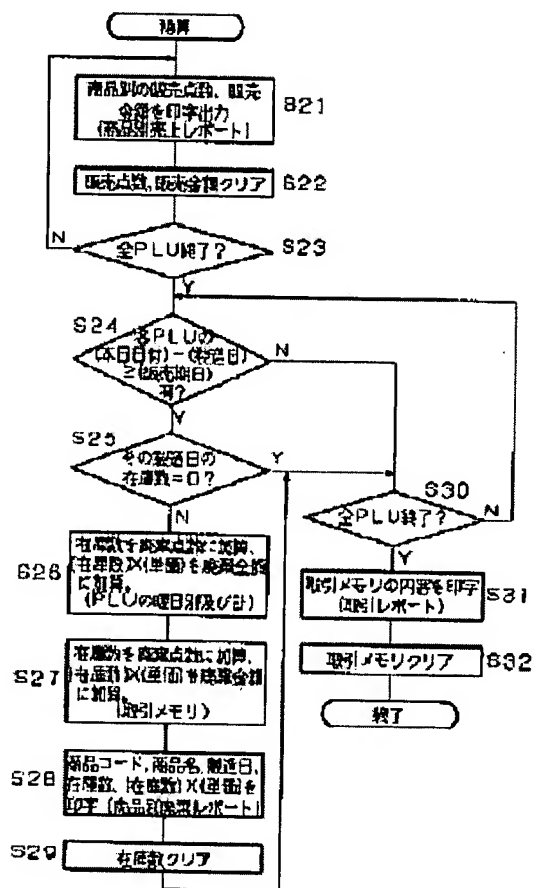 精算
商品別の販売点数、販売
金額を印字出力
(商品別売上レポート)
S21
販売点数,販売金額クリア
S22
N
全PLU終了?
S23
Y
S24
各PLUの
(本日日付)-(製造日)
≧(販売期日)
有?
N
Y
S25
その製造日の
在庫数=0?
Y
N
S30
全PLU終了?
N
Y
S26
在庫数を廃棄点数に加算、
(在庫数)×(単価)を廃棄金額
に加算。
(PLUの曜日別及び計)
S31
取引メモリの内容を印字
(取引レポート)
S27
在庫数を廃棄点数に加算、
(在庫数)×(単価)を廃棄金額
に加算。
(取引メモリ)
取引メモリクリア
S32
終了
S28
商品コード,商品名,製造日,
在庫数、(在庫数)×(単価)を
印字(商品別廃棄レポート)
S29
在庫数クリア